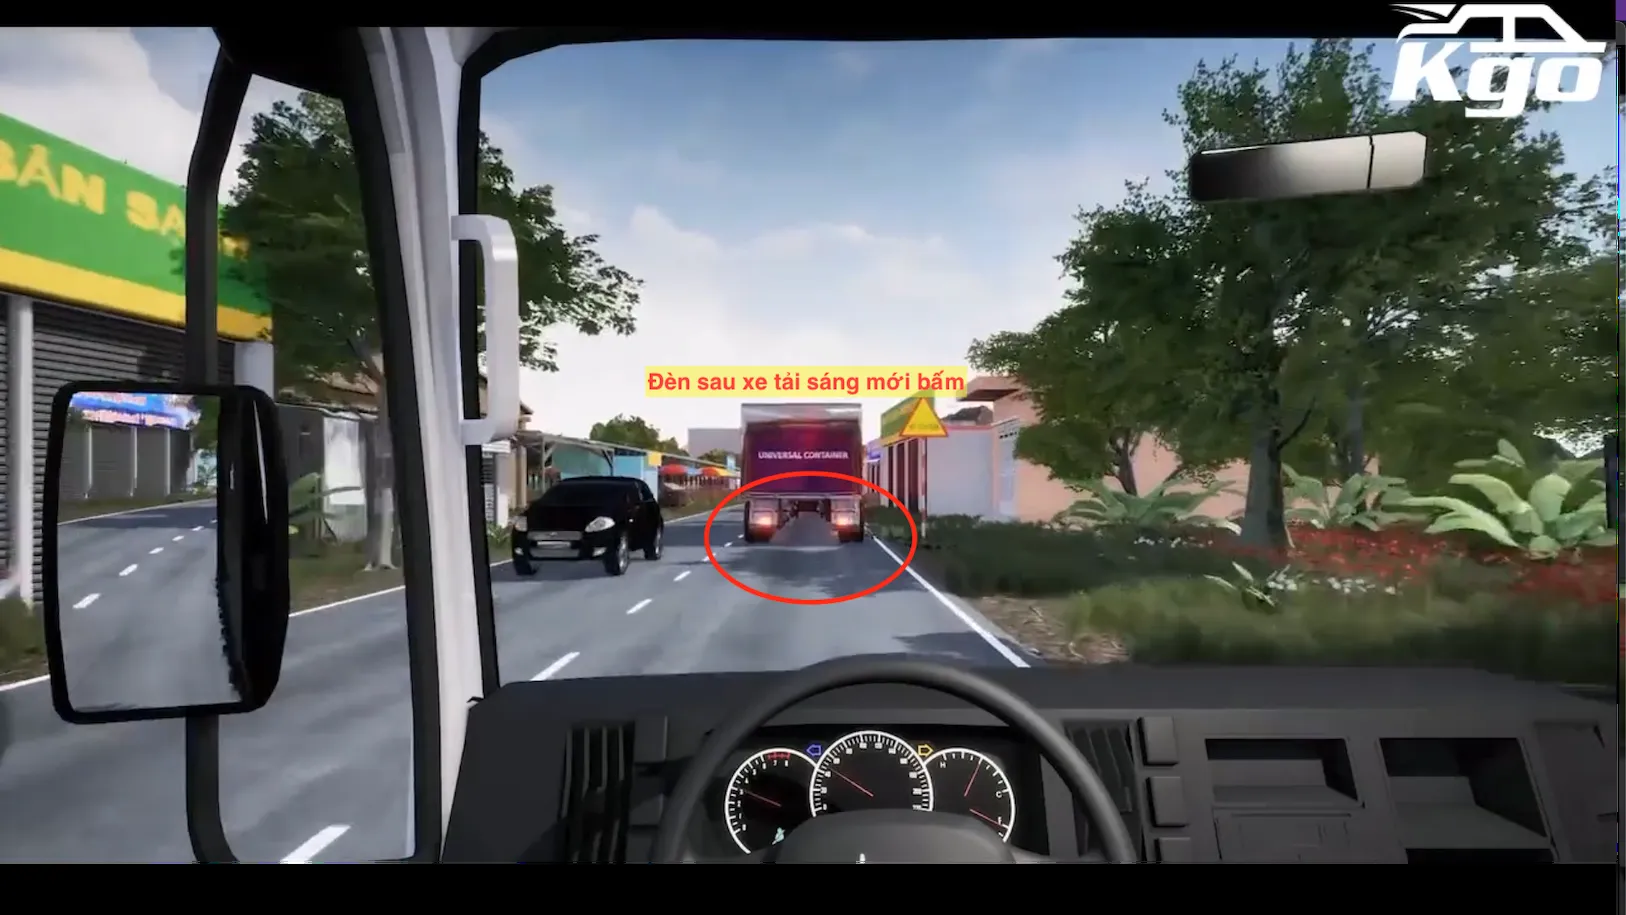 Kgo
BÁN SA
Đèn sau xe tải sáng mới bấm
UNIVERSAL CONTAINER